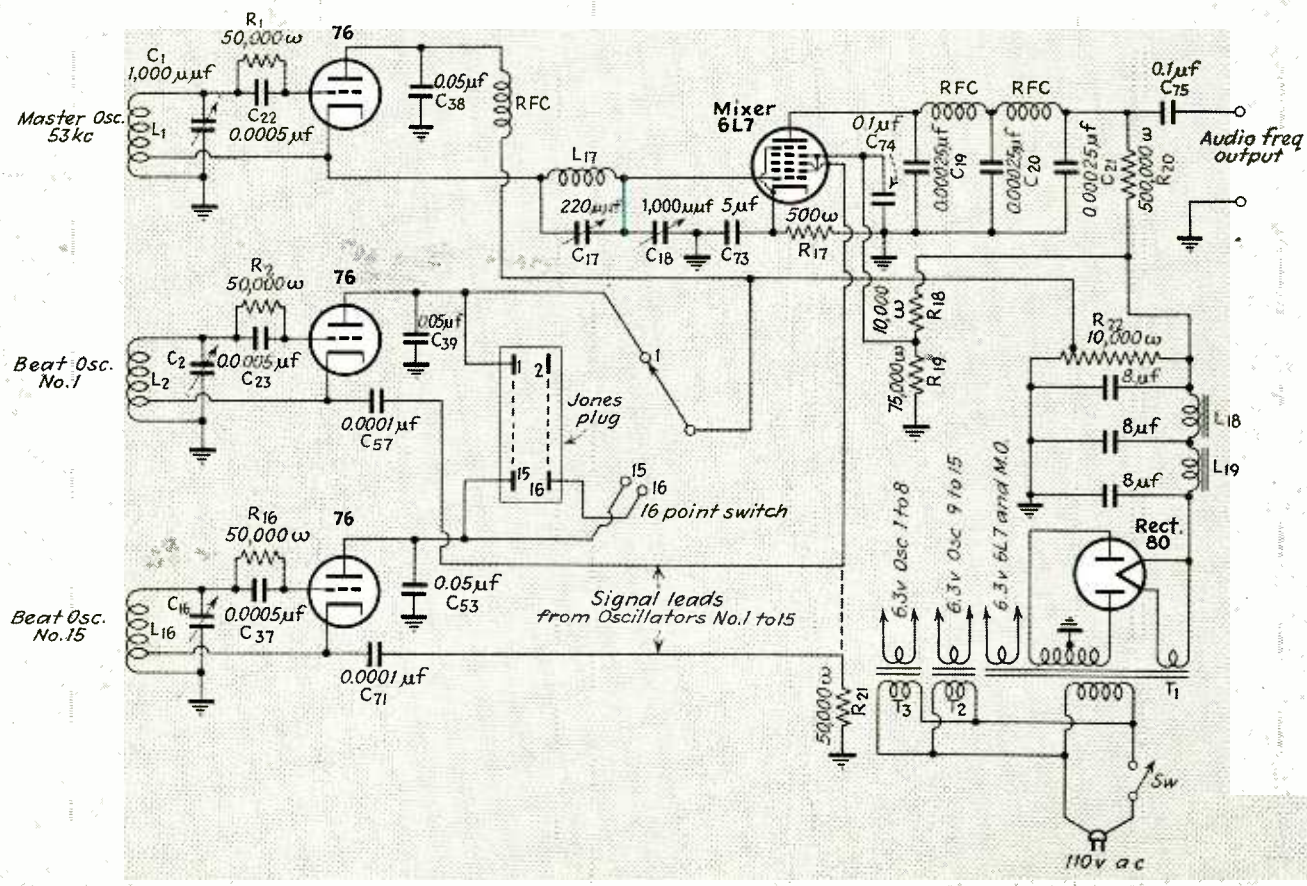 R1
50,000ω
76
C1
1,000μμf
Master Osc.
53kc
L1
C22
0.0005μf
0.05μf
C38
RFC
L17
220μμf
C17
1,000μμf
C18
5μf
C73
Mixer
6L7
500ω
R17
0.1μf
C74
RFC
RFC
0.00025μf
C19
0.00025μf
C20
0.00025μf
C21
500,000ω
R20
0.1μf
C75
Audio freq
output
R2
50,000ω
76
Beat Osc.
No.1
L2
C2
0.0005μf
C23
.05μf
C39
0.0001μf
C57
1
2
15
16
Jones
plug
1
15
16
16 point switch
10,000
ω
R18
75,000ω
R19
R22
10,000ω
8μf
8μf
8μf
L18
L19
Rect.
80
R16
50,000ω
76
Beat Osc.
No.15
L16
C16
0.0005μf
C37
0.05μf
C53
0.0001μf
C71
Signal leads
from Oscillators No.1 to 15
50,000ω
R21
6.3v Osc 1 to 8
6.3v Osc 9 to 15
6.3v 6L7 and M.O.
T3
T2
T1
Sw
110v ac